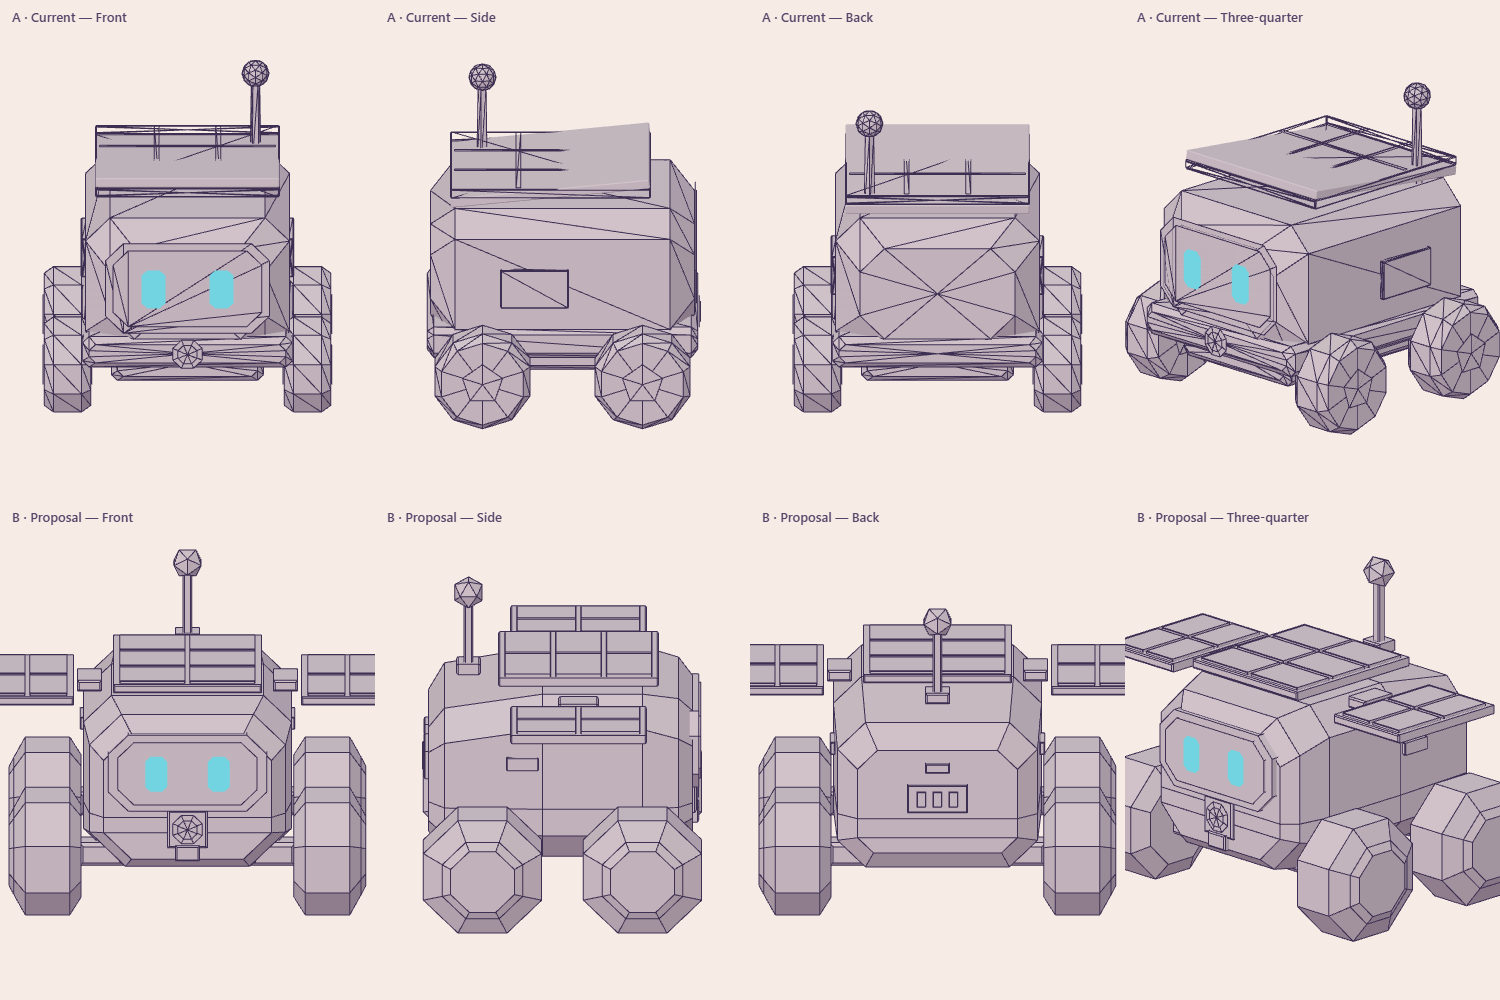 A · Current — Front
A · Current — Side
A · Current — Back
A · Current — Three-quarter
B · Proposal — Front
B · Proposal — Side
B · Proposal — Back
B · Proposal — Three-quarter